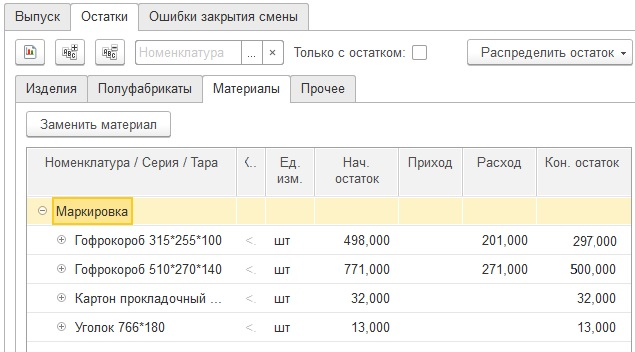 Выпуск Остатки Ошибки закрытия смены
Номенклатура ... × Только с остатком: Распределить остаток
Изделия Полуфабрикаты Материалы Прочее
Заменить материал
Номенклатура / Серия / Тара Х.. Ед. изм. Нач. остаток Приход Расход Кон. остаток
Маркировка
Гофрокороб 315*255*100 <. шт 498,000 201,000 297,000
Гофрокороб 510*270*140 <. шт 771,000 271,000 500,000
Картон прокладочный ... <. шт 32,000 32,000
Уголок 766*180 <. шт 13,000 13,000